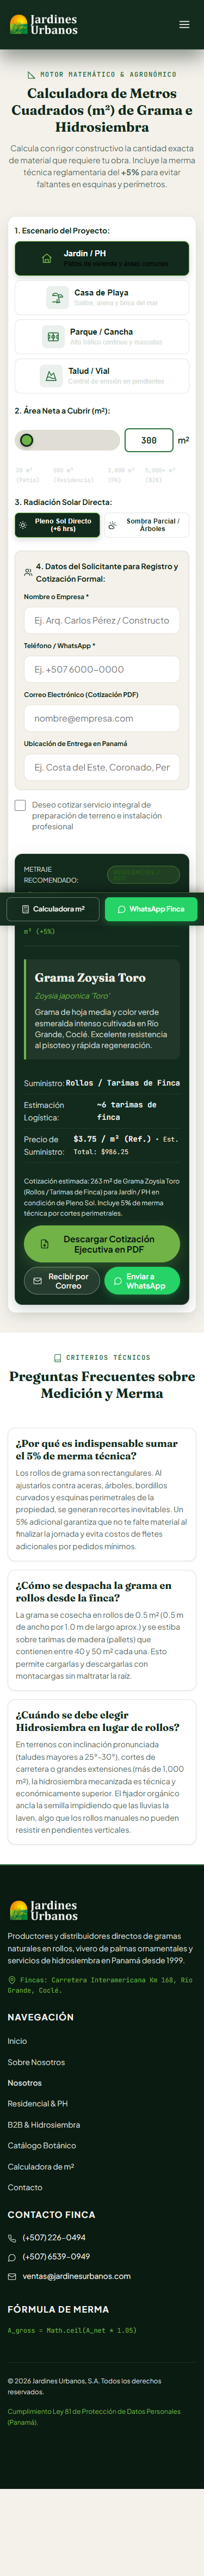 Jardines
Urbanos
MOTOR MATEMÁTICO & AGRONÓMICO
Calculadora de Metros
Cuadrados (m²) de Grama e
Hidrosiembra
Calcula con rigor constructivo la cantidad exacta
de material que requiere tu obra. Incluye la merma
técnica reglamentaria del +5% para evitar
faltantes en esquinas y perímetros.
1. Escenario del Proyecto:
Jardín / PH
Patios de vivienda y áreas comunes
Casa de Playa
Salitre, arena y brisa del mar
Parque / Cancha
Alto tráfico continuo y mascotas
Talud / Vial
Control de erosión en pendientes
2. Área Neta a Cubrir (m²):
300
m²
20 m² (Patio)
500 m² (Residencia)
2,000 m² (PH)
5,000+ m² (B2B)
3. Radiación Solar Directa:
Pleno Sol Directo (+6 hrs)
Sombra Parcial / Árboles
4. Datos del Solicitante para Registro y
Cotización Formal:
Nombre o Empresa *
Ej. Arq. Carlos Pérez / Constructo
Teléfono / WhatsApp *
Ej. +507 6000-0000
Correo Electrónico (Cotización PDF)
nombre@empresa.com
Ubicación de Entrega en Panamá
Ej. Costa del Este, Coronado, Per
Deseo cotizar servicio integral de
preparación de terreno e instalación
profesional
METRAJE
RECOMENDADO:
Calculadora m²
WhatsApp Finca
m² (+5%)
Grama Zoysia Toro
Zoysia japonica 'Toro'
Grama de hoja media y color verde
esmeralda intenso cultivada en Río
Grande, Coclé. Excelente resistencia
al pisoteo y rápida regeneración.
Suministro: Rollos / Tarimas de Finca
Estimación Logística:
~6 tarimas de finca
Precio de Suministro:
$3.75 / m² (Ref.) • Est. Total: $986.25
Cotización estimada: 263 m² de Grama Zoysia Toro
(Rollos / Tarimas de Finca) para Jardín / PH en
condición de Pleno Sol. Incluye 5% de merma
técnica por cortes perimetrales.
Descargar Cotización
Ejecutiva en PDF
Recibir por Correo
Enviar a WhatsApp
CRITERIOS TÉCNICOS
Preguntas Frecuentes sobre
Medición y Merma
¿Por qué es indispensable sumar
el 5% de merma técnica?
Los rollos de grama son rectangulares. Al
ajustarlos contra aceras, árboles, bordillos
curvados y esquinas perimetrales de la
propiedad, se generan recortes inevitables. Un
5% adicional garantiza que no te falte material al
finalizar la jornada y evita costos de fletes
adicionales por pedidos mínimos.
¿Cómo se despacha la grama en
rollos desde la finca?
La grama se cosecha en rollos de 0.5 m² (0.5 m
de ancho por 1.0 m de largo aprox.) y se estiba
sobre tarimas de madera (pallets) que
contienen entre 40 y 50 m² cada una. Esto
permite cargarlas y descargarlas con
montacargas sin maltratar la raíz.
¿Cuándo se debe elegir
Hidrosiembra en lugar de rollos?
En terrenos con inclinación pronunciada
(taludes mayores a 25°-30°), cortes de
carretera o grandes extensiones (más de 1,000
m²), la hidrosiembra mecanizada es técnica y
económicamente superior. El fijador orgánico
ancla la semilla impidiendo que las lluvias la
laven, algo que los rollos manuales no pueden
resistir en pendientes verticales.
Jardines
Urbanos
Productores y distribuidores directos de gramas
naturales en rollos, vivero de palmas ornamentales y
servicios de hidrosiembra en Panamá desde 1999.
Fincas: Carretera Interamericana Km 168, Río
Grande, Coclé.
NAVEGACIÓN
Inicio
Sobre Nosotros
Nosotros
Residencial & PH
B2B & Hidrosiembra
Catálogo Botánico
Calculadora de m²
Contacto
CONTACTO FINCA
(+507) 226-0494
(+507) 6539-0949
ventas@jardinesurbanos.com
FÓRMULA DE MERMA
A_gross = Math.ceil(A_net * 1.05)
© 2026 Jardines Urbanos, S.A. Todos los derechos
reservados.
Cumplimiento Ley 81 de Protección de Datos Personales
(Panamá).